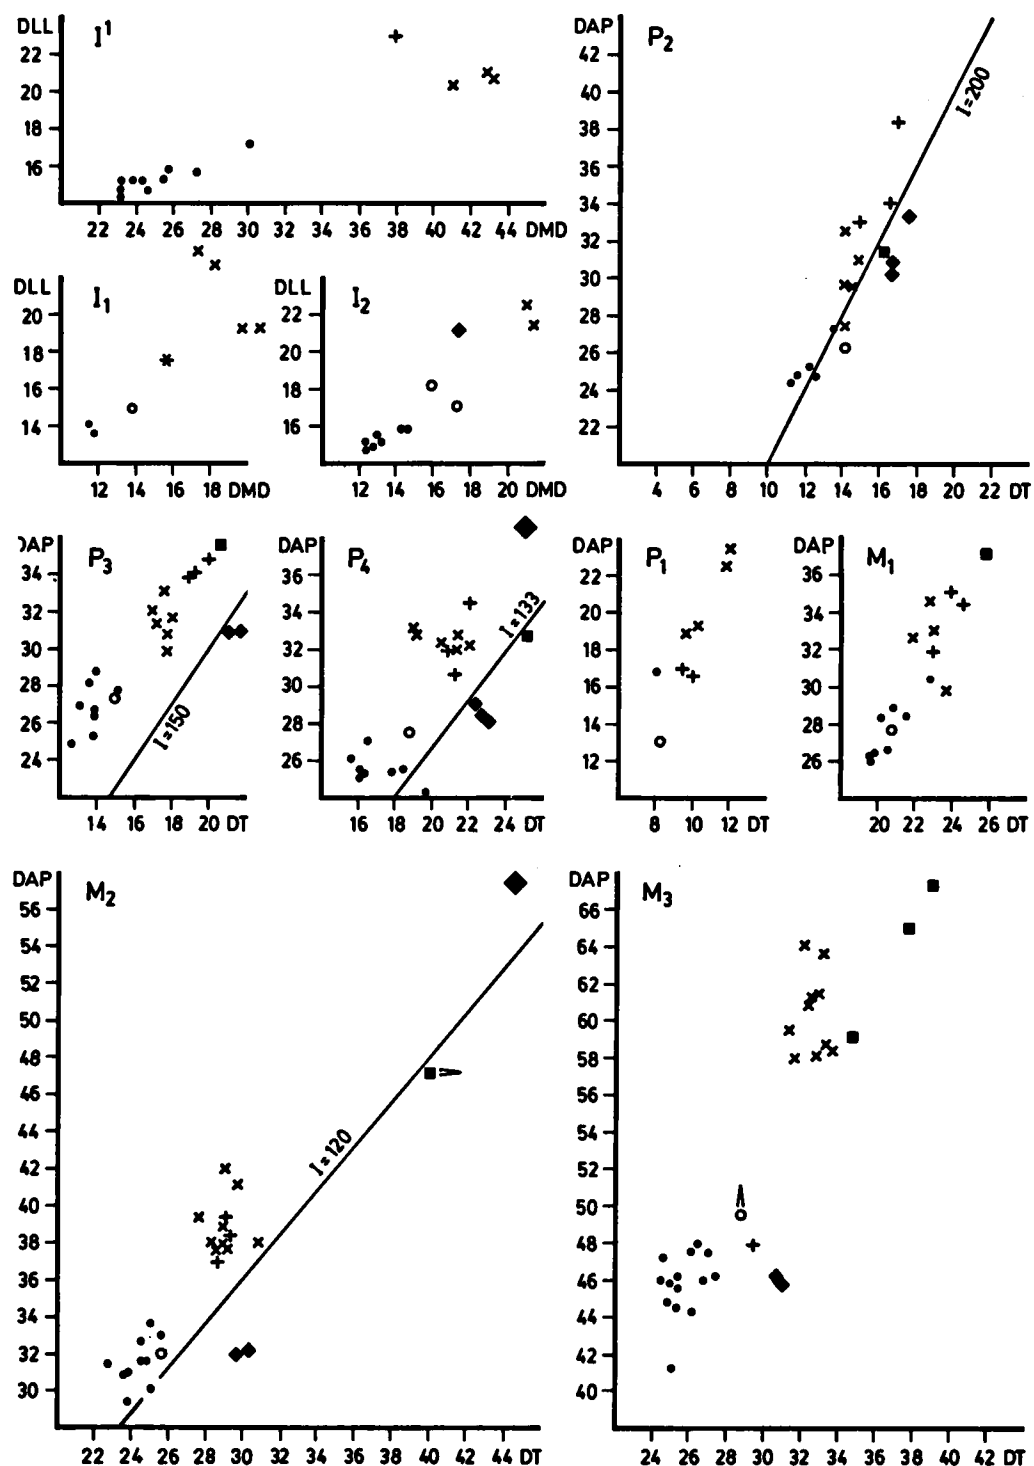 DLL
I¹
22
20
18
16
22 24 26 28 30 32 34 36 38 40 42 44 DMD
DAP
P₂
42
40
38
36
34
32
30
28
26
24
22
I=200
4 6 8 10 12 14 16 18 20 22 DT
DLL
I₁
20
18
16
14
12 14 16 18 DMD
DLL
I₂
22
20
18
16
12 14 16 18 20 DMD
DAP
P₃
34
32
30
28
26
24
I=150
14 16 18 20 DT
DAP
P₄
36
34
32
30
28
26
I=133
16 18 20 22 24 DT
DAP
P₁
22
20
18
16
14
12
8 10 12 DT
DAP
M₁
36
34
32
30
28
26
20 22 24 26 DT
DAP
M₂
56
54
52
50
48
46
44
42
40
38
36
34
32
30
I=120
22 24 26 28 30 32 34 36 38 40 42 44 DT
DAP
M₃
66
64
62
60
58
56
54
52
50
48
46
44
42
40
24 26 28 30 32 34 36 38 40 42 DT